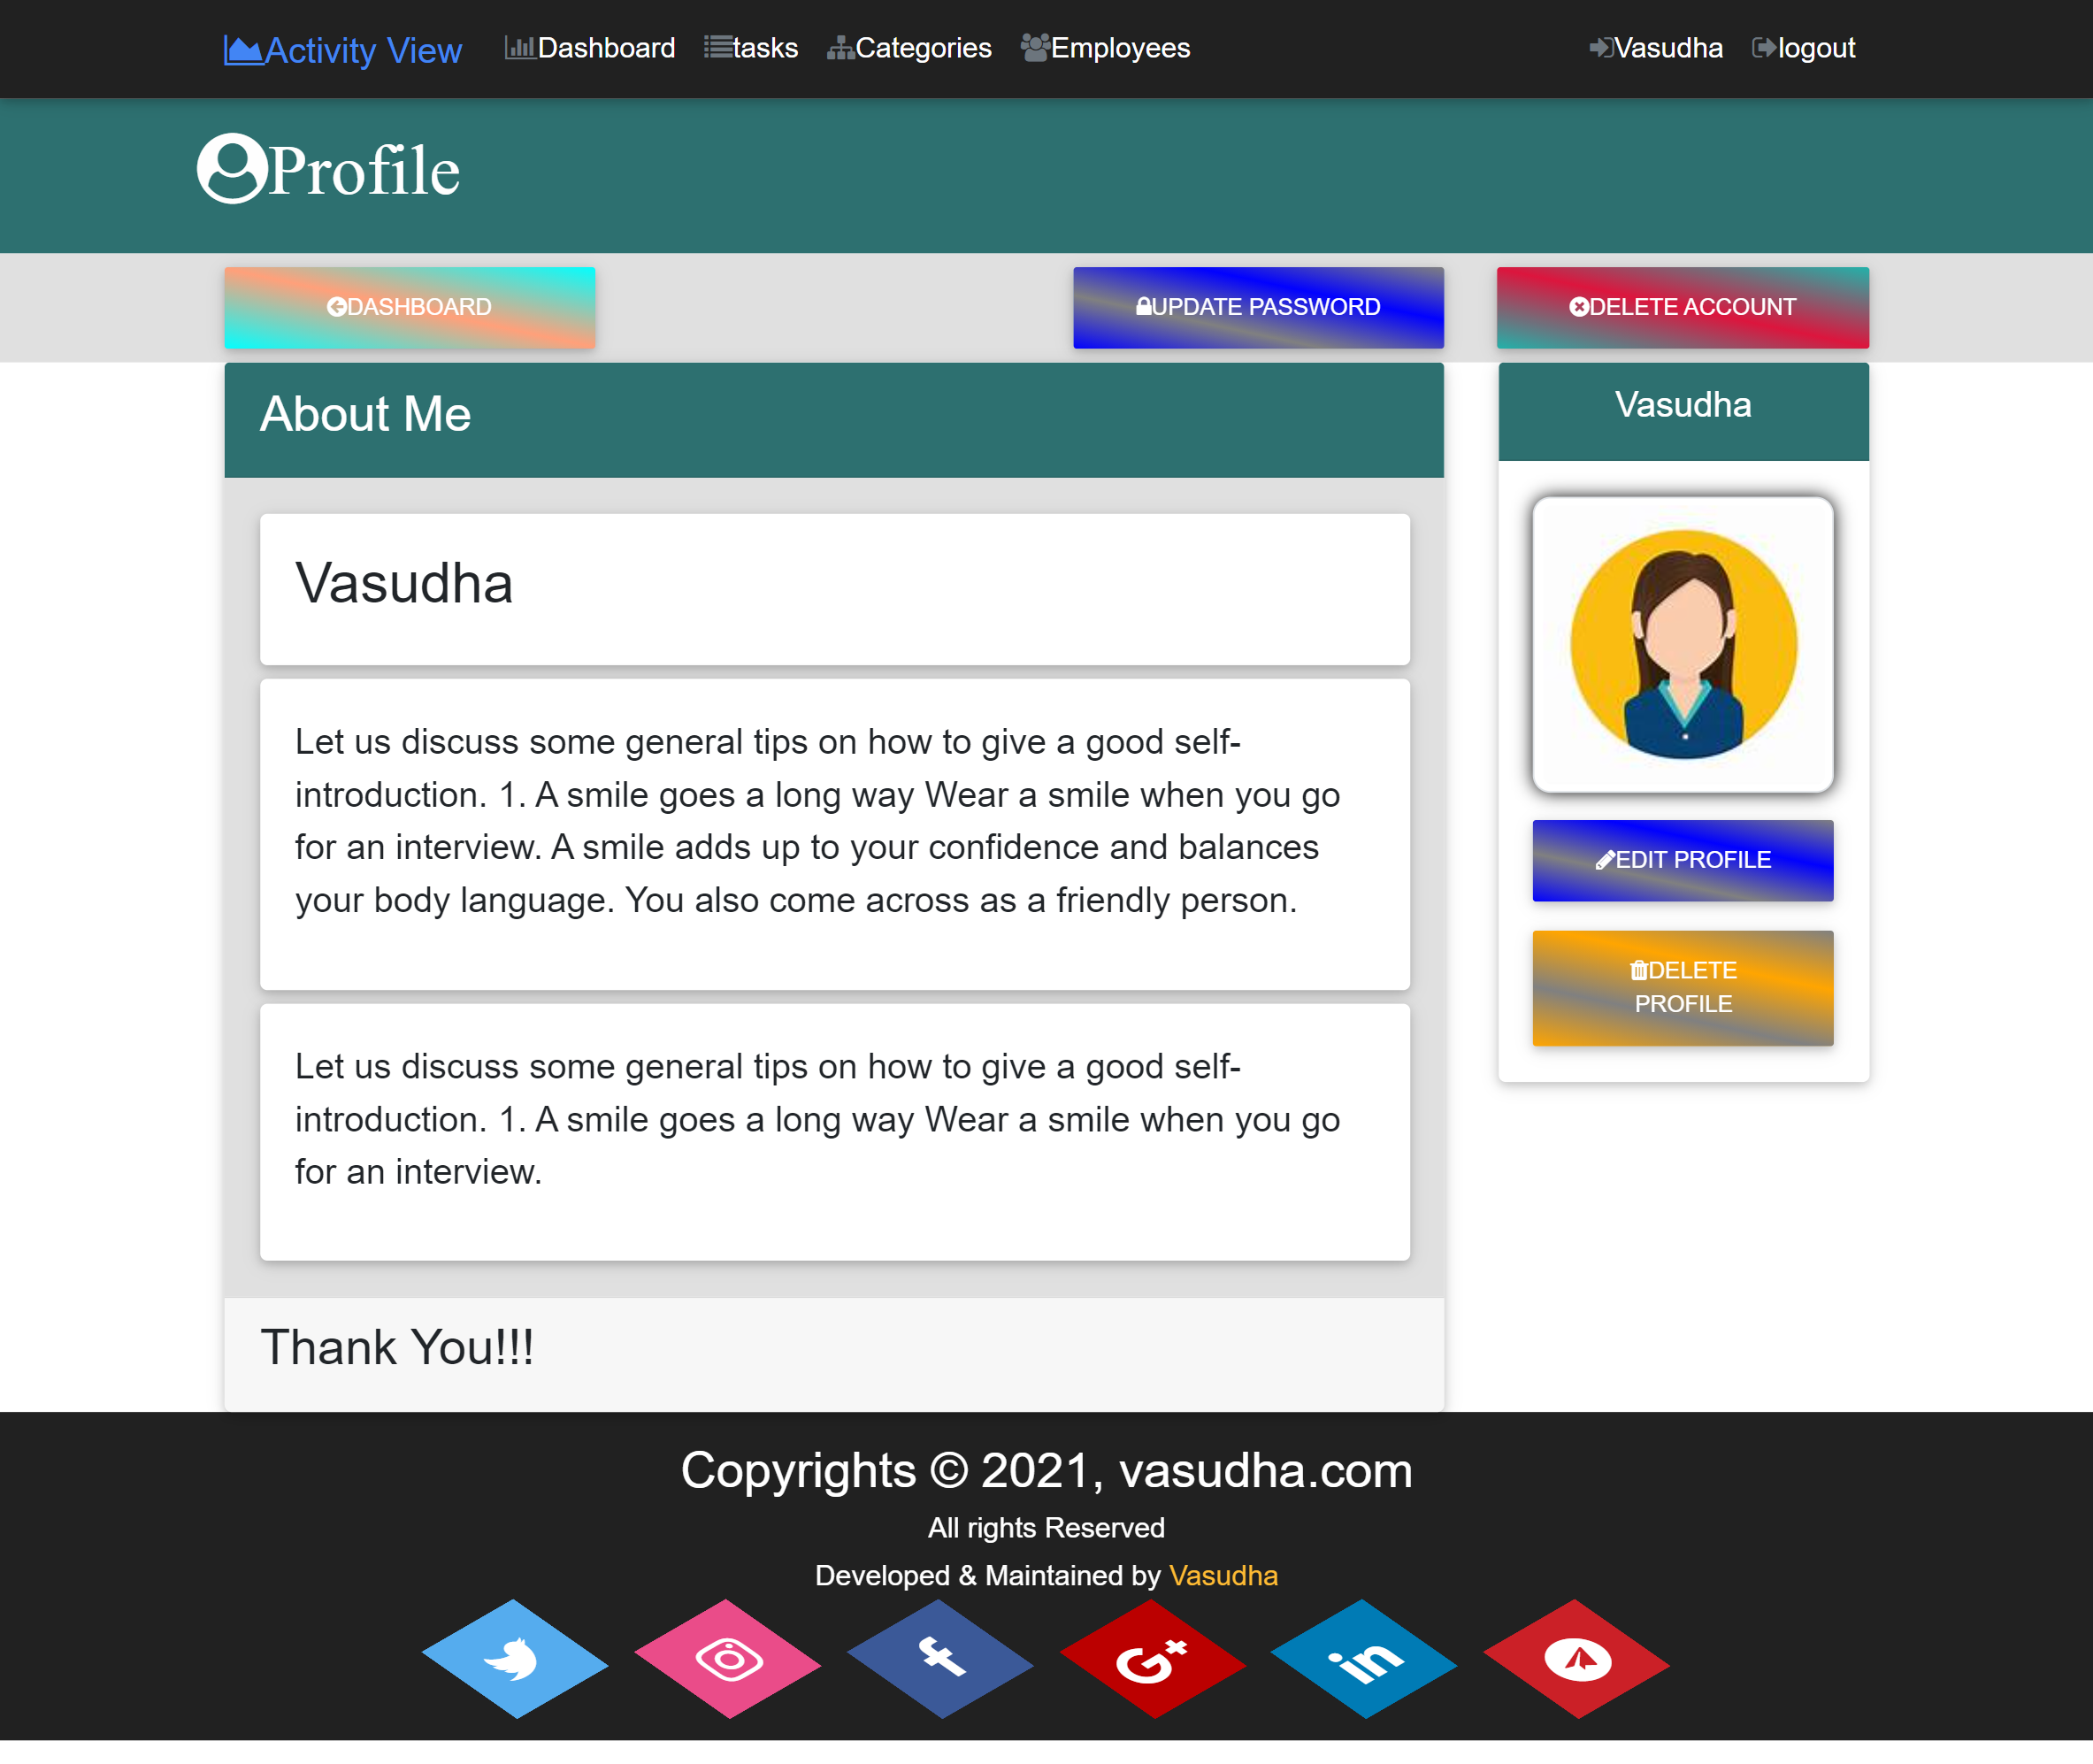 Activity View Dashboard tasks Categories Employees Vasudha logout
Profile
DASHBOARD UPDATE PASSWORD DELETE ACCOUNT
About Me
Vasudha
Let us discuss some general tips on how to give a good self-
introduction. 1. A smile goes a long way Wear a smile when you go
for an interview. A smile adds up to your confidence and balances
your body language. You also come across as a friendly person.
Let us discuss some general tips on how to give a good self-
introduction. 1. A smile goes a long way Wear a smile when you go
for an interview.
Thank You!!!
Vasudha
EDIT PROFILE
DELETE
PROFILE
Copyrights © 2021, vasudha.com
All rights Reserved
Developed & Maintained by Vasudha